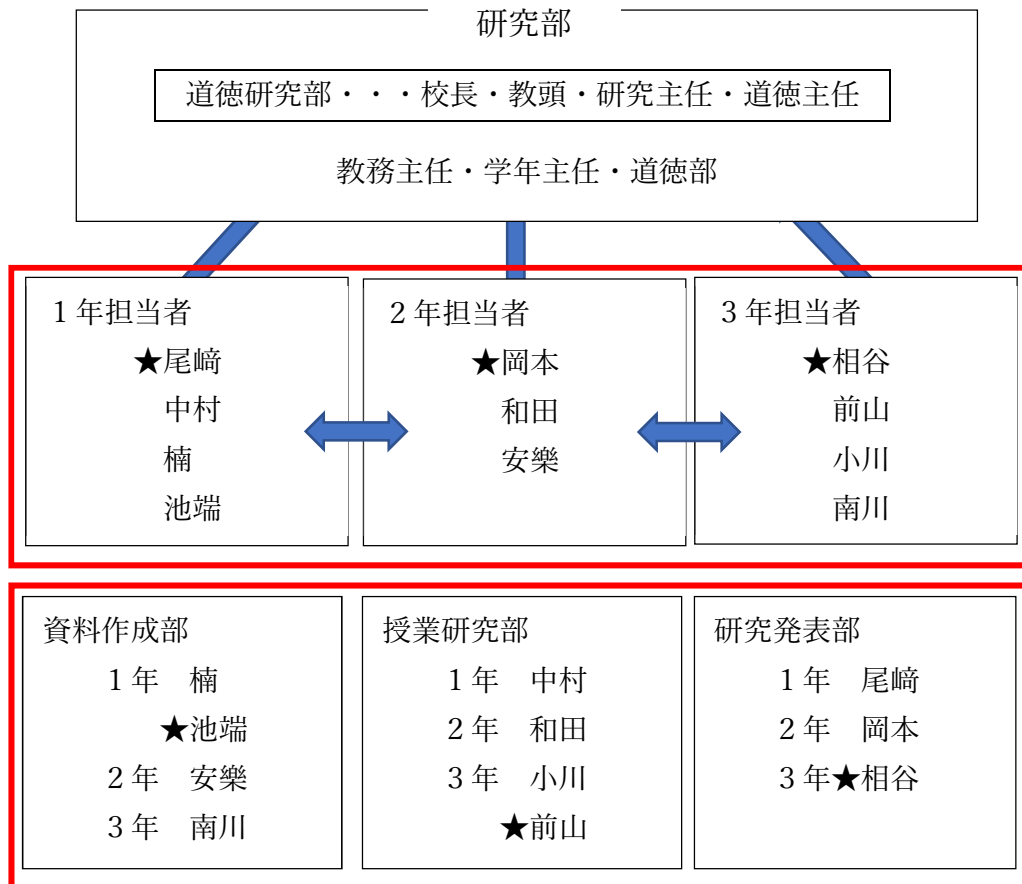 研究部
道徳研究部・・・校長・教頭・研究主任・道徳主任
教務主任・学年主任・道徳部
1年担当者
★尾﨑
中村
楠
池端
2年担当者
★岡本
和田
安樂
3年担当者
★相谷
前山
小川
南川
資料作成部
1年　楠
★池端
2年　安樂
3年　南川
授業研究部
1年　中村
2年　和田
3年　小川
★前山
研究発表部
1年　尾﨑
2年　岡本
3年★相谷